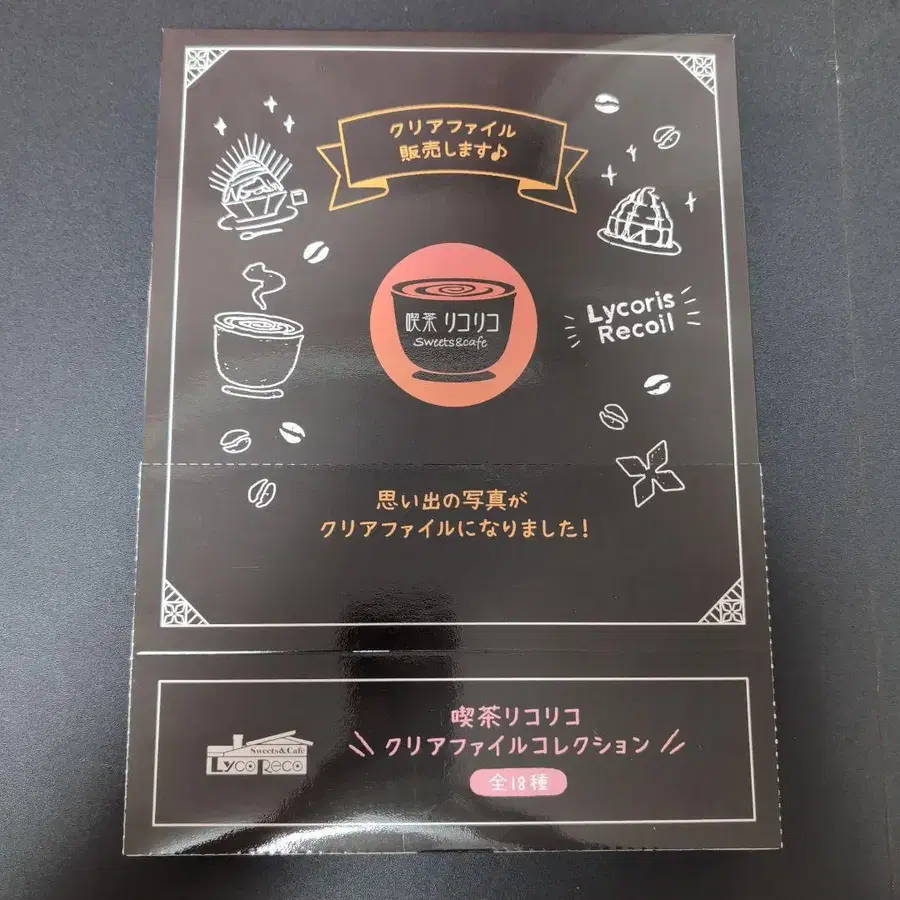 クリアファイル
販売します♪
喫茶 リコリコ
Sweets&cafe
Lycoris
Recoil
思い出の写真が
クリアファイルになりました!
Sweets&Cafe
LYCO RECO
喫茶リコリコ
クリアファイルコレクション
全18種